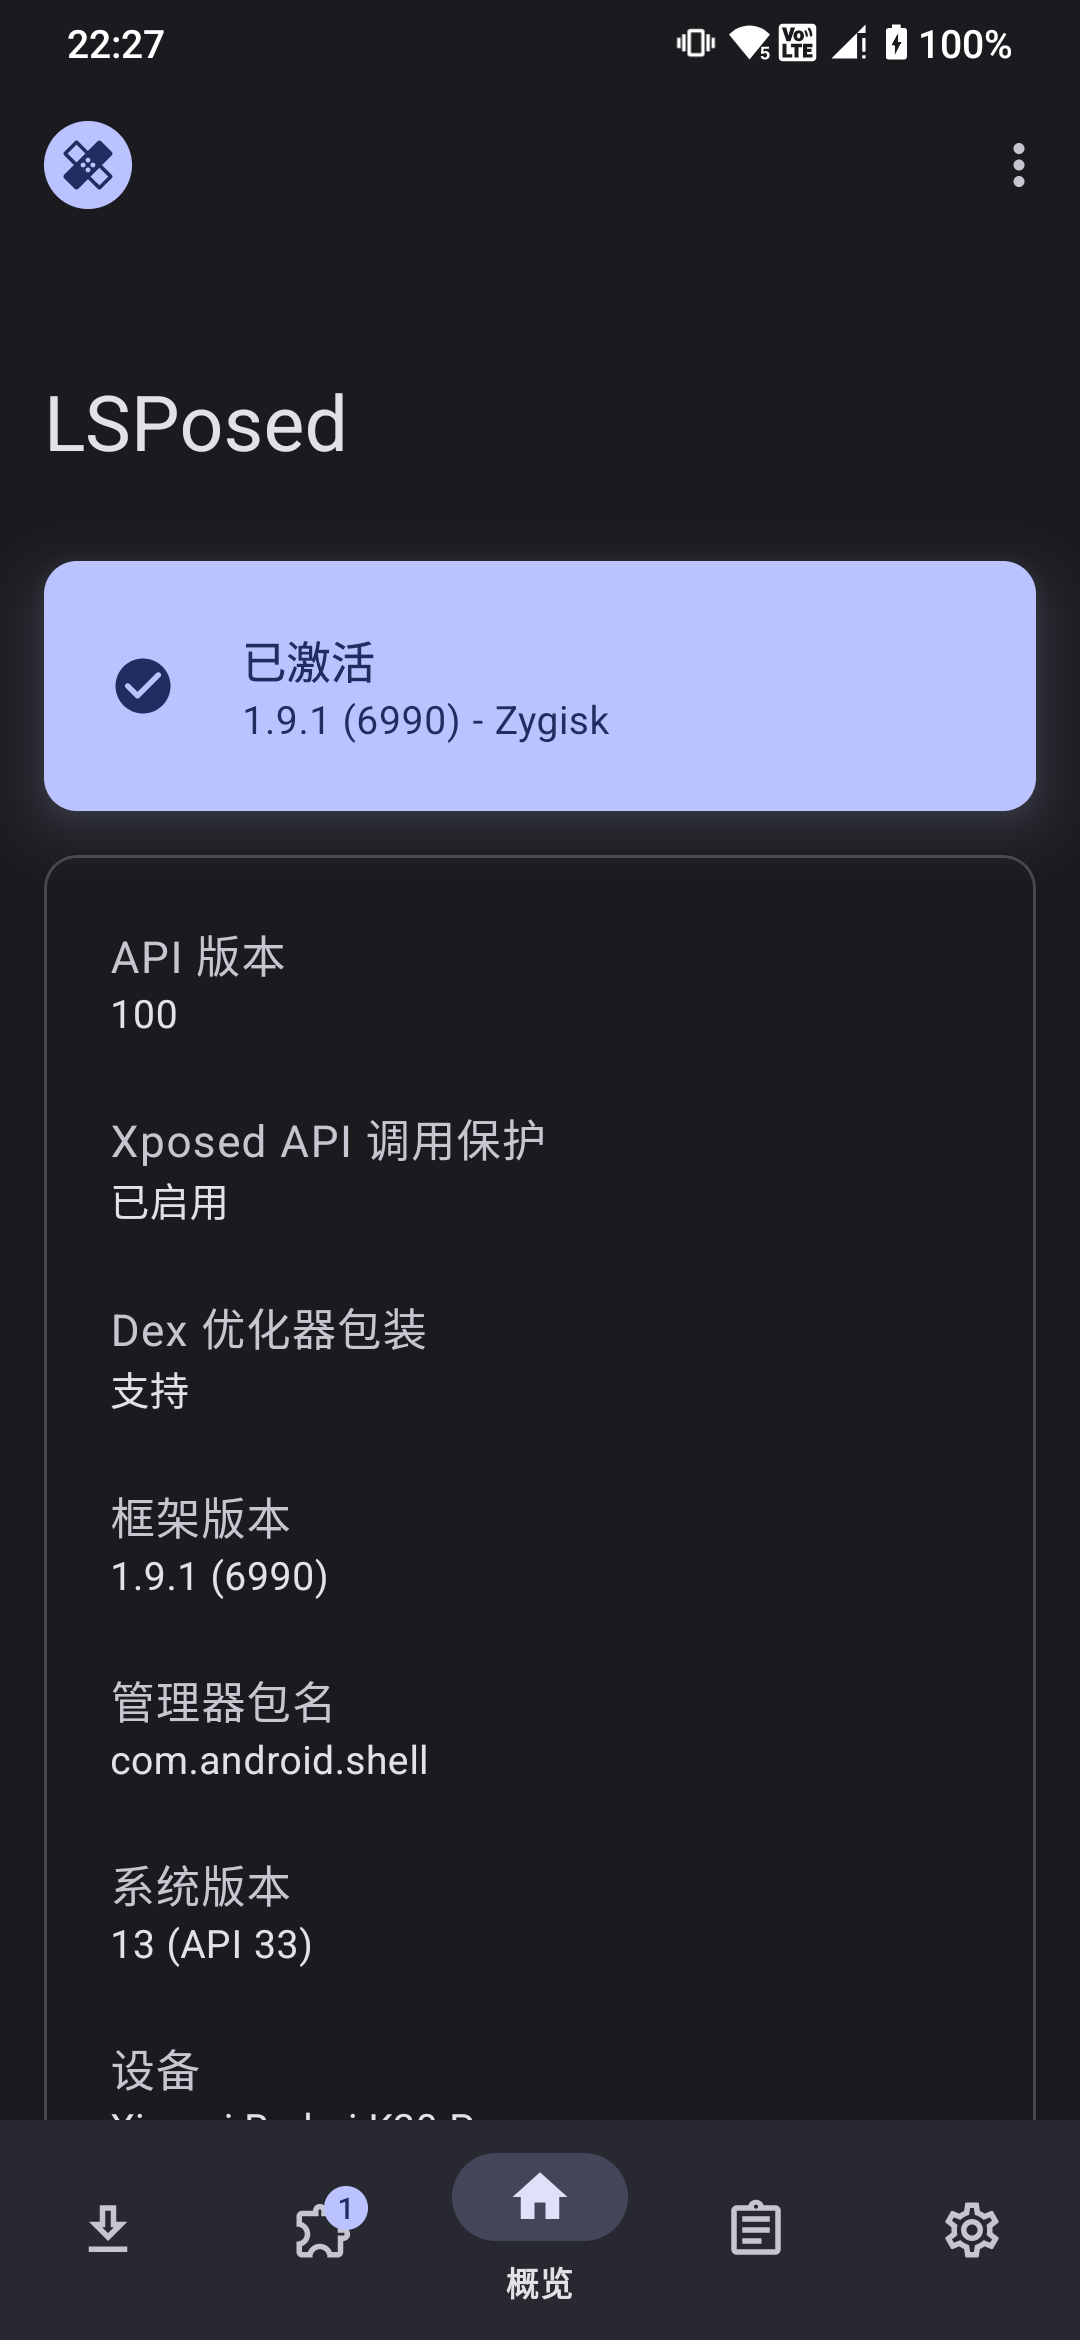 22:27
5 VoLTE 100%
LSPosed
已激活
1.9.1 (6990) - Zygisk
API 版本
100
Xposed API 调用保护
已启用
Dex 优化器包装
支持
框架版本
1.9.1 (6990)
管理器包名
com.android.shell
系统版本
13 (API 33)
设备
1
概览